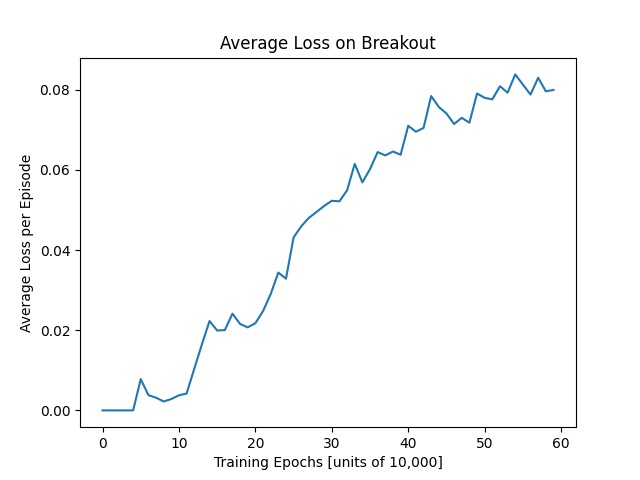 Average Loss on Breakout
0.08
0.06
0.04
0.02
0.00
Average Loss per Episode
0 10 20 30 40 50 60
Training Epochs [units of 10,000]